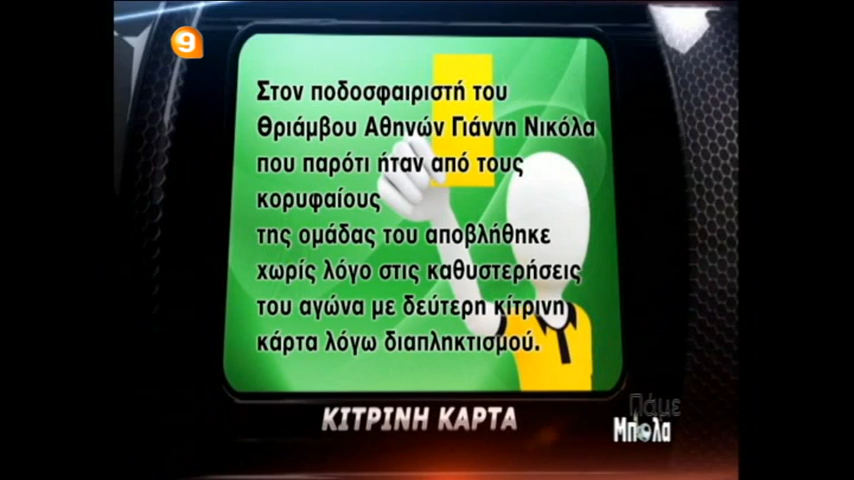 9
Στον ποδοσφαιριστή του
Θριάμβου Αθηνών Γιάννη Νικόλα
που παρότι ήταν από τους
κορυφαίους
της ομάδας του αποβλήθηκε
χωρίς λόγο στις καθυστερήσεις
του αγώνα με δεύτερη κίτρινη
κάρτα λόγω διαπληκτισμού.
ΚΙΤΡΙΝΗ ΚΑΡΤΑ
Πάμε
Μπάλα